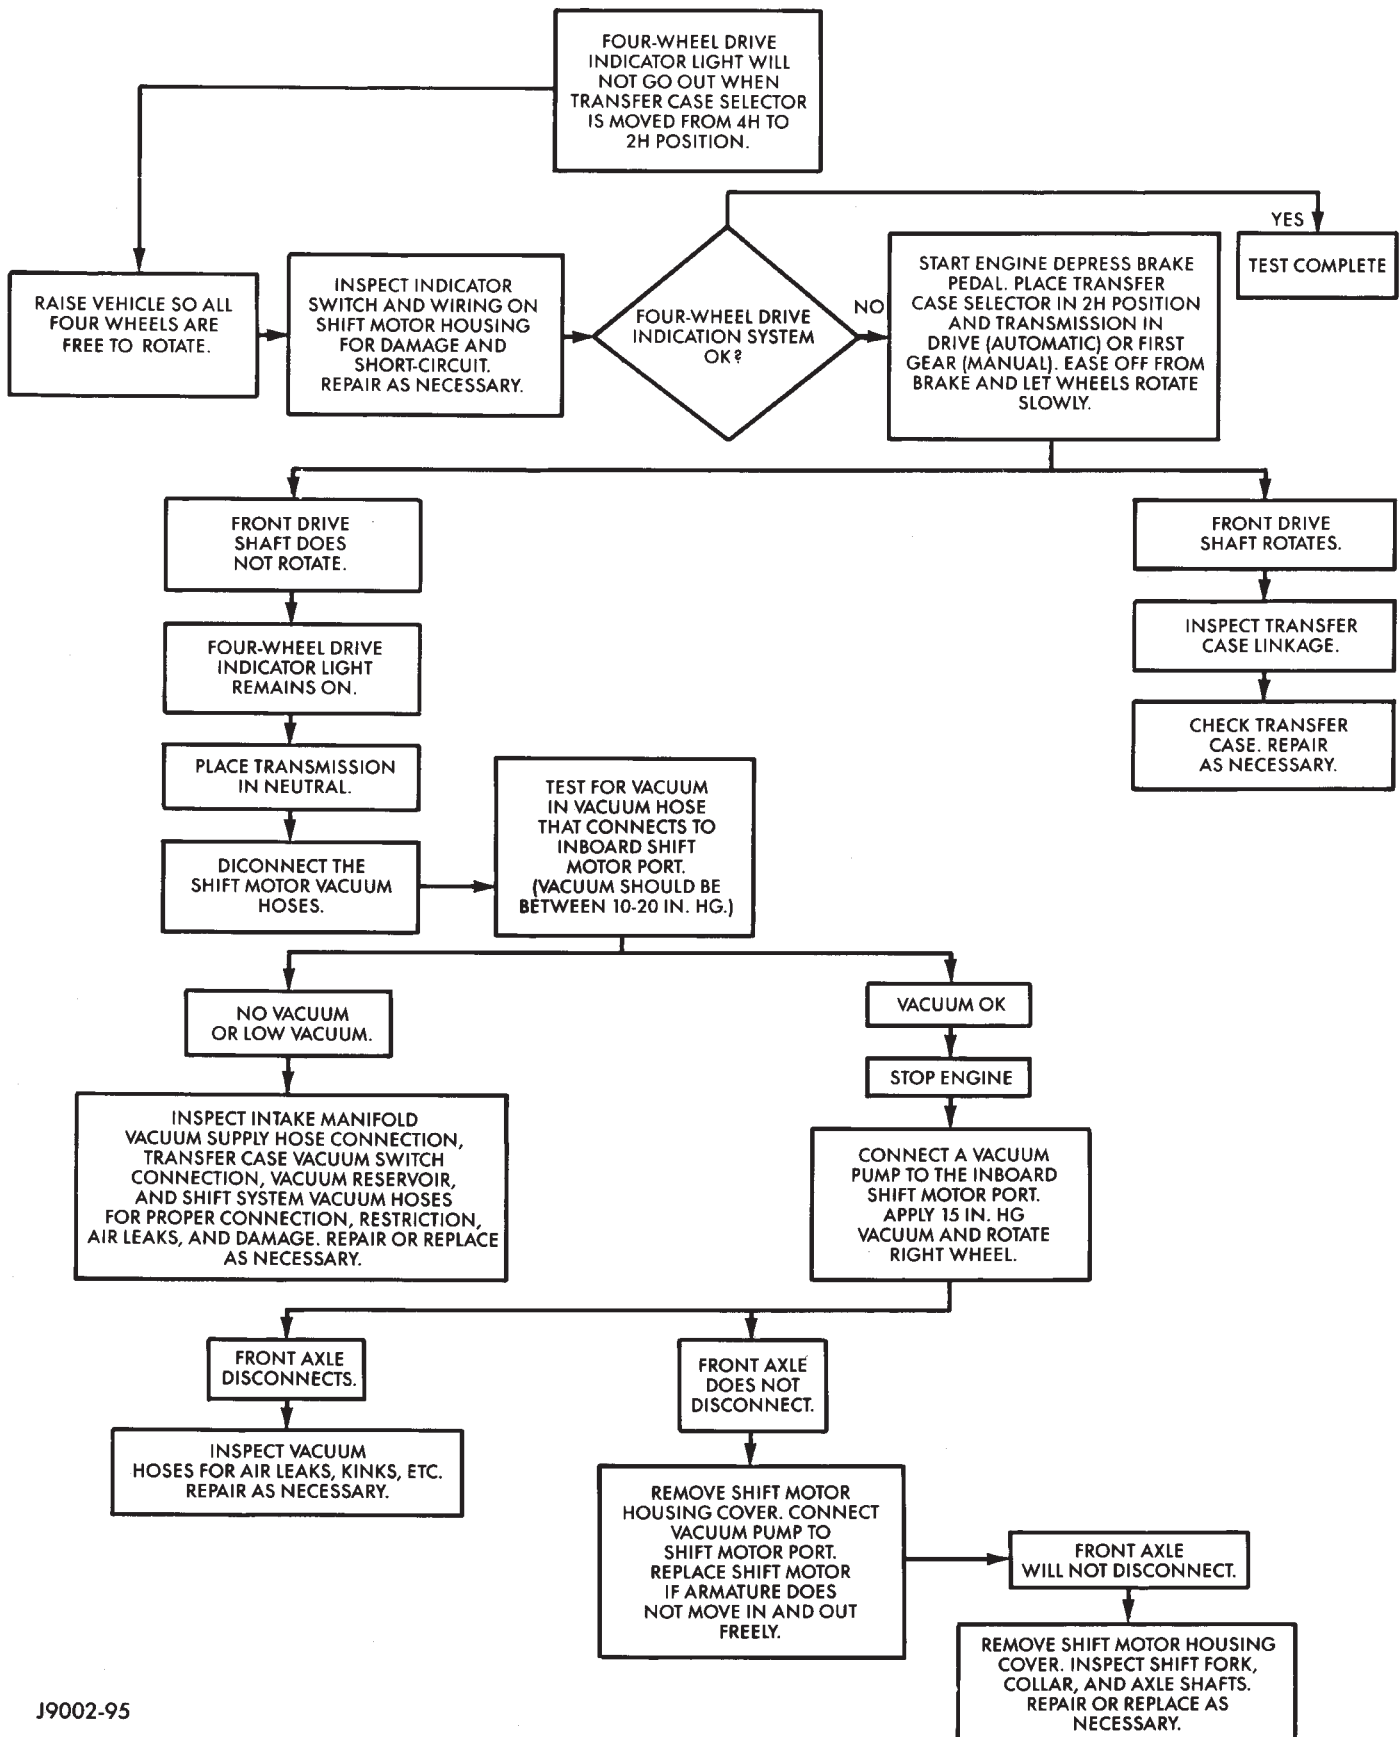 FOUR-WHEEL DRIVE
INDICATOR LIGHT WILL
NOT GO OUT WHEN
TRANSFER CASE SELECTOR
IS MOVED FROM 4H TO
2H POSITION.
RAISE VEHICLE SO ALL
FOUR WHEELS ARE
FREE TO ROTATE.
INSPECT INDICATOR
SWITCH AND WIRING ON
SHIFT MOTOR HOUSING
FOR DAMAGE AND
SHORT-CIRCUIT.
REPAIR AS NECESSARY.
FOUR-WHEEL DRIVE
INDICATION SYSTEM
OK?
YES
TEST COMPLETE
NO
START ENGINE DEPRESS BRAKE
PEDAL. PLACE TRANSFER
CASE SELECTOR IN 2H POSITION
AND TRANSMISSION IN
DRIVE (AUTOMATIC) OR FIRST
GEAR (MANUAL). EASE OFF FROM
BRAKE AND LET WHEELS ROTATE
SLOWLY.
FRONT DRIVE
SHAFT DOES
NOT ROTATE.
FRONT DRIVE
SHAFT ROTATES.
FOUR-WHEEL DRIVE
INDICATOR LIGHT
REMAINS ON.
INSPECT TRANSFER
CASE LINKAGE.
CHECK TRANSFER
CASE. REPAIR
AS NECESSARY.
PLACE TRANSMISSION
IN NEUTRAL.
DICONNECT THE
SHIFT MOTOR VACUUM
HOSES.
TEST FOR VACUUM
IN VACUUM HOSE
THAT CONNECTS TO
INBOARD SHIFT
MOTOR PORT.
(VACUUM SHOULD BE
BETWEEN 10-20 IN. HG.)
NO VACUUM
OR LOW VACUUM.
VACUUM OK
STOP ENGINE
INSPECT INTAKE MANIFOLD
VACUUM SUPPLY HOSE CONNECTION,
TRANSFER CASE VACUUM SWITCH
CONNECTION, VACUUM RESERVOIR,
AND SHIFT SYSTEM VACUUM HOSES
FOR PROPER CONNECTION, RESTRICTION,
AIR LEAKS, AND DAMAGE. REPAIR OR REPLACE
AS NECESSARY.
CONNECT A VACUUM
PUMP TO THE INBOARD
SHIFT MOTOR PORT.
APPLY 15 IN. HG
VACUUM AND ROTATE
RIGHT WHEEL.
FRONT AXLE
DISCONNECTS.
FRONT AXLE
DOES NOT
DISCONNECT.
INSPECT VACUUM
HOSES FOR AIR LEAKS, KINKS, ETC.
REPAIR AS NECESSARY.
REMOVE SHIFT MOTOR
HOUSING COVER. CONNECT
VACUUM PUMP TO
SHIFT MOTOR PORT.
REPLACE SHIFT MOTOR
IF ARMATURE DOES
NOT MOVE IN AND OUT
FREELY.
FRONT AXLE
WILL NOT DISCONNECT.
REMOVE SHIFT MOTOR HOUSING
COVER. INSPECT SHIFT FORK,
COLLAR, AND AXLE SHAFTS.
REPAIR OR REPLACE AS
NECESSARY.
J9002-95